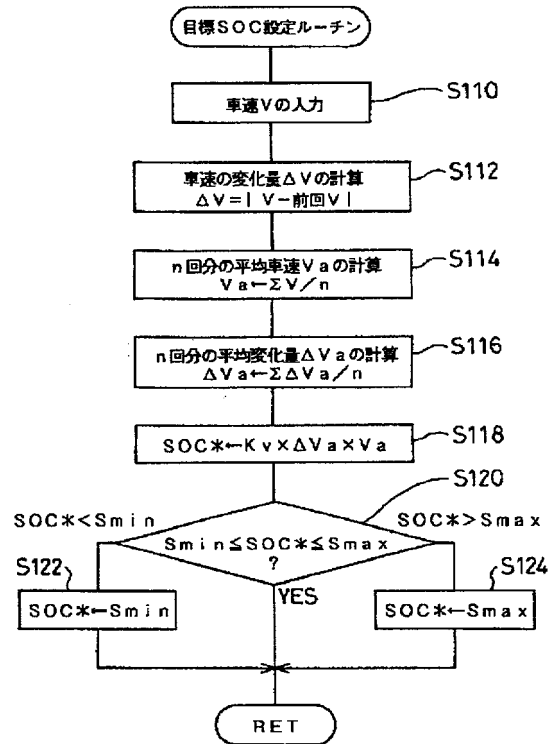 目標SOC設定ルーチン
S110
車速Vの入力
S112
車速の変化量ΔVの計算
ΔV=|V−前回V|
S114
n回分の平均車速Vaの計算
Va←ΣV/n
S116
n回分の平均変化量ΔVaの計算
ΔVa←ΣΔVa/n
S118
SOC*←Kv×ΔVa×Va
S120
SOC*<Smin
SOC*>Smax
Smin≦SOC*≦Smax
?
S122
S124
YES
SOC*←Smin
SOC*←Smax
RET